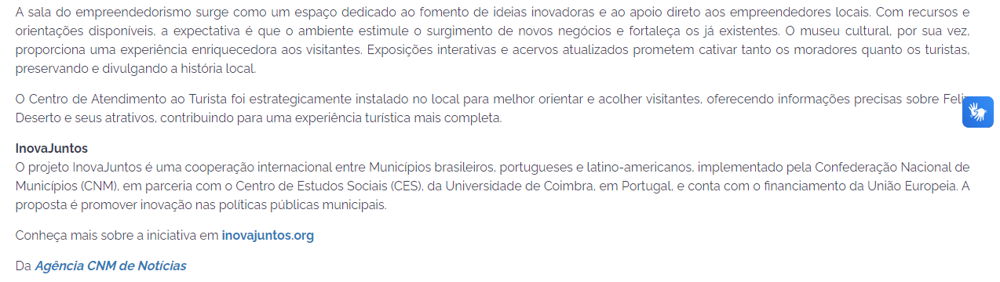 A sala do empreendedorismo surge como um espaço dedicado ao fomento de ideias inovadoras e ao apoio direto aos empreendedores locais. Com recursos e
orientações disponíveis, a expectativa é que o ambiente estimule o surgimento de novos negócios e fortaleça os já existentes. O museu cultural, por sua vez,
proporciona uma experiência enriquecedora aos visitantes. Exposições interativas e acervos atualizados prometem cativar tanto os moradores quanto os turistas,
preservando e divulgando a história local.
O Centro de Atendimento ao Turista foi estrategicamente instalado no local para melhor orientar e acolher visitantes, oferecendo informações precisas sobre Feliz
Deserto e seus atrativos, contribuindo para uma experiência turística mais completa.
InovaJuntos
O projeto InovaJuntos é uma cooperação internacional entre Municípios brasileiros, portugueses e latino-americanos, implementado pela Confederação Nacional de
Municípios (CNM), em parceria com o Centro de Estudos Sociais (CES), da Universidade de Coimbra, em Portugal, e conta com o financiamento da União Europeia. A
proposta é promover inovação nas políticas públicas municipais.
Conheça mais sobre a iniciativa em inovajuntos.org
Da Agência CNM de Notícias